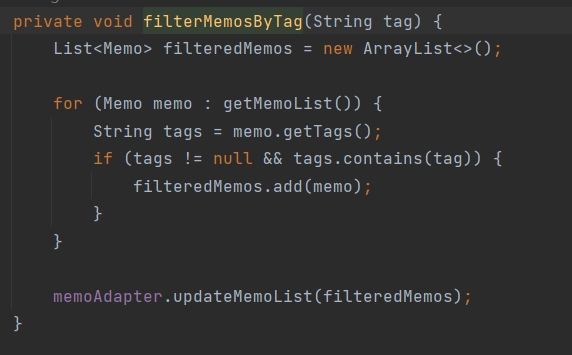 private void filterMemosByTag(String tag) {
    List<Memo> filteredMemos = new ArrayList<>();
    for (Memo memo : getMemoList()) {
        String tags = memo.getTags();
        if (tags != null && tags.contains(tag)) {
            filteredMemos.add(memo);
        }
    }
    memoAdapter.updateMemoList(filteredMemos);
}